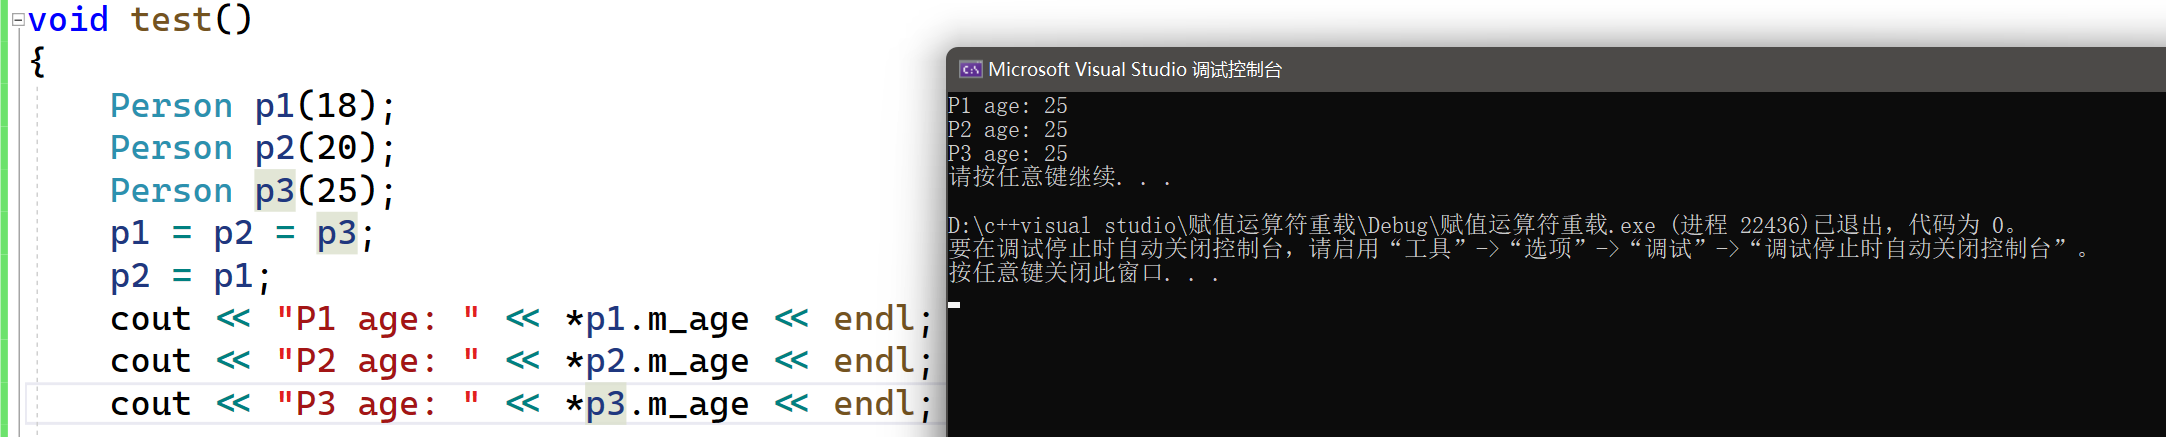 void test()
{
Person p1(18);
Person p2(20);
Person p3(25);
p1 = p2 = p3;
p2 = p1;
cout << "P1 age: " << *p1.m_age << endl;
cout << "P2 age: " << *p2.m_age << endl;
cout << "P3 age: " << *p3.m_age << endl;
Microsoft Visual Studio 调试控制台
P1 age: 25
P2 age: 25
P3 age: 25
请按任意键继续. . .
D:\c++visual studio\赋值运算符重载\Debug\赋值运算符重载.exe (进程 22436)已退出，代码为 0。
要在调试停止时自动关闭控制台，请启用“工具”->“选项”->“调试”->“调试停止时自动关闭控制台”。
按任意键关闭此窗口. . .